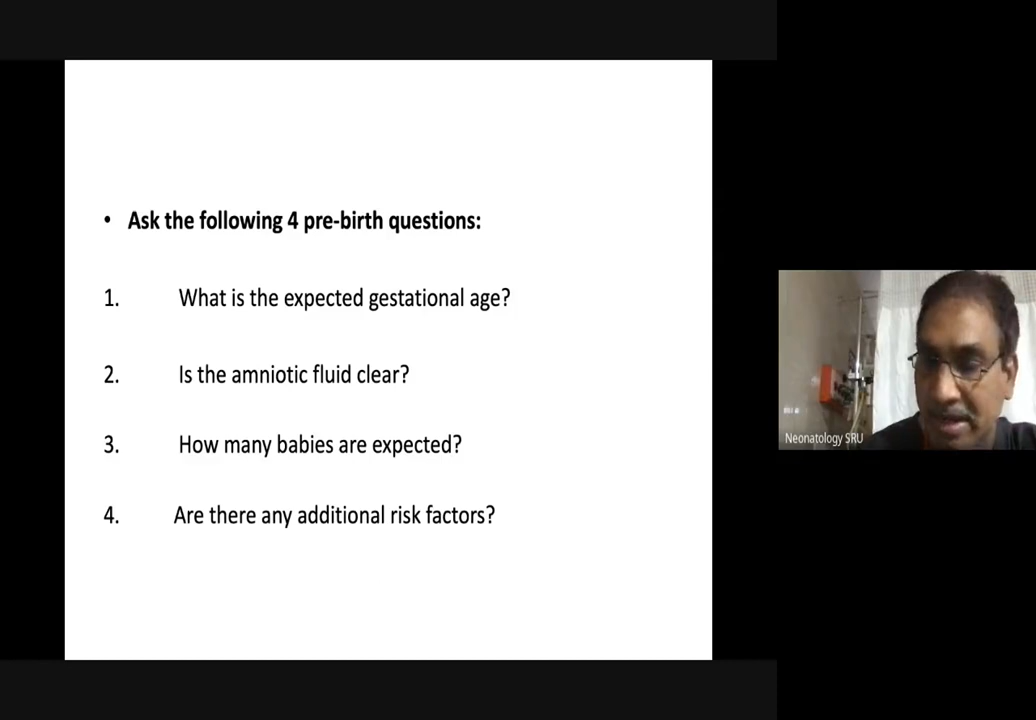 • Ask the following 4 pre-birth questions:
1. What is the expected gestational age?
2. Is the amniotic fluid clear?
3. How many babies are expected?
4. Are there any additional risk factors?
Neonatology SRU